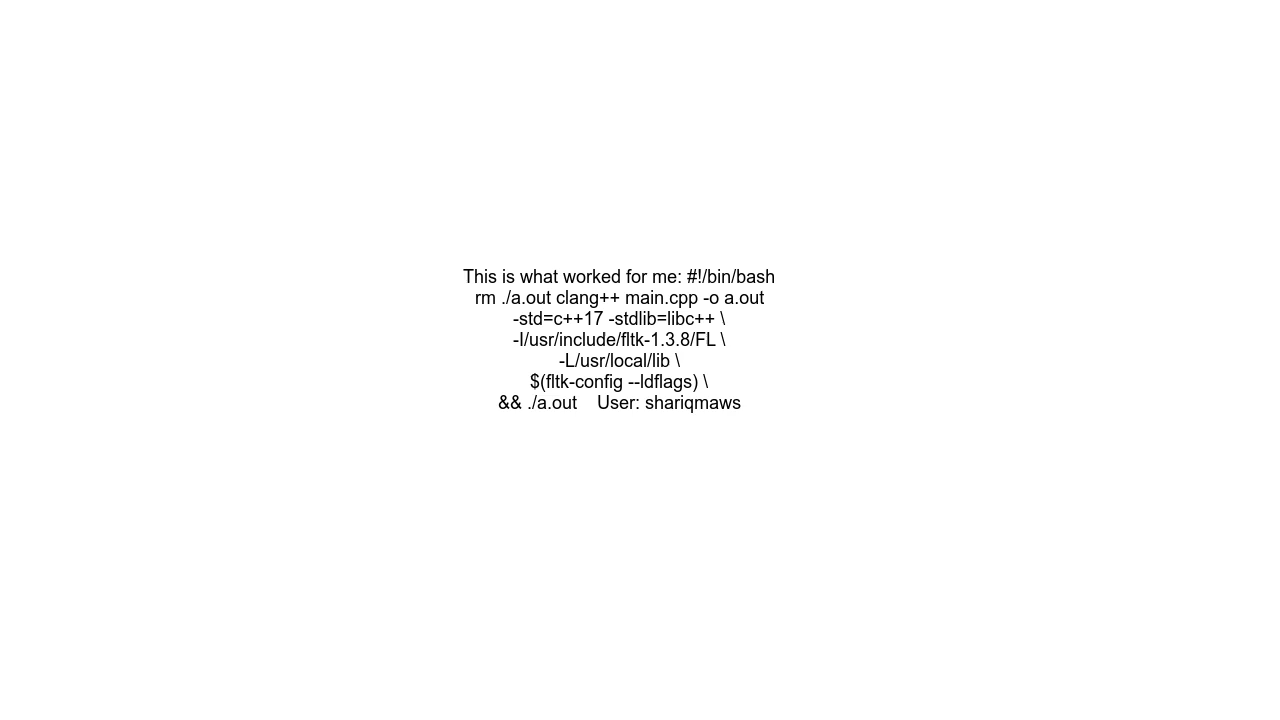 This is what worked for me: #!/bin/bash
rm ./a.out clang++ main.cpp -o a.out
-std=c++17 -stdlib=libc++ \
-I/usr/include/fltk-1.3.8/FL \
-L/usr/local/lib \
$(fltk-config --ldflags) \
&& ./a.out    User: shariqmaws